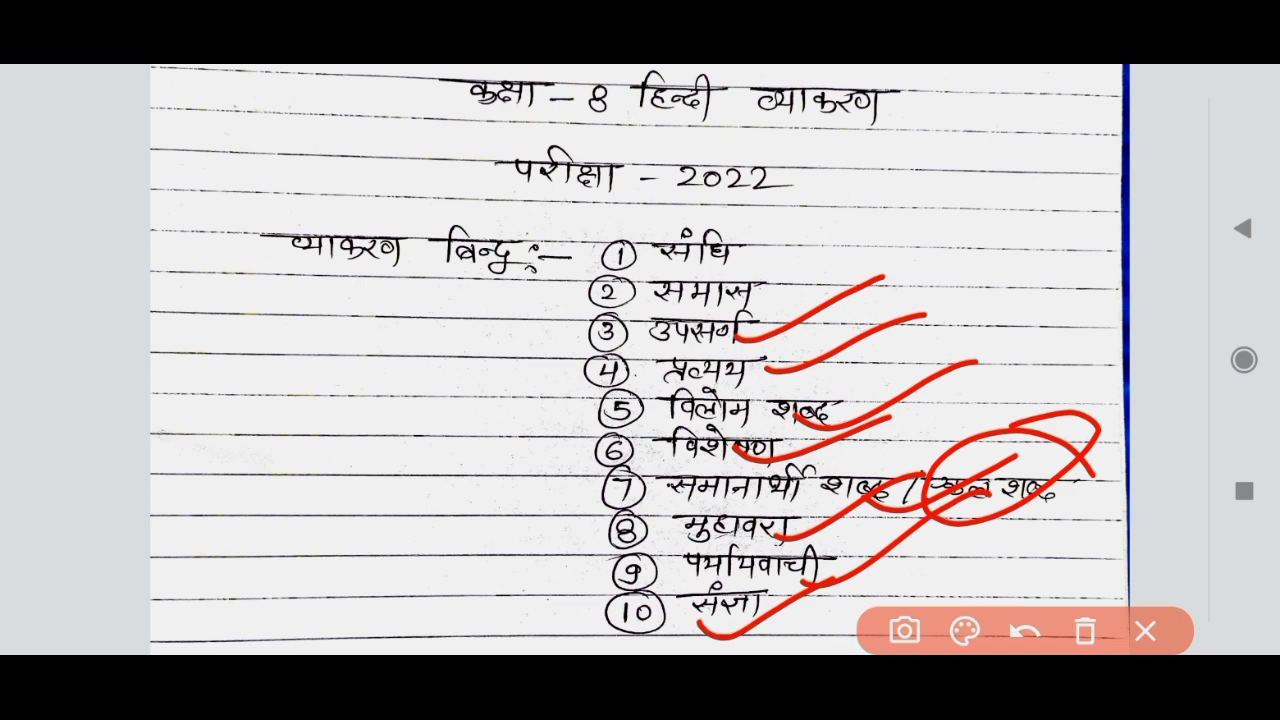 कक्षा - 8 हिन्दी व्याकरण
परीक्षा - 2022
व्याकरण बिन्दु :- ① संधि
② समास
③ उपसर्ग
④ प्रत्यय
⑤ विलोम शब्द
⑥ विशेषण
⑦ समानार्थी शब्द / शब्द
⑧ मुहावरा
⑨ पर्यायवाची
⑩ संज्ञा